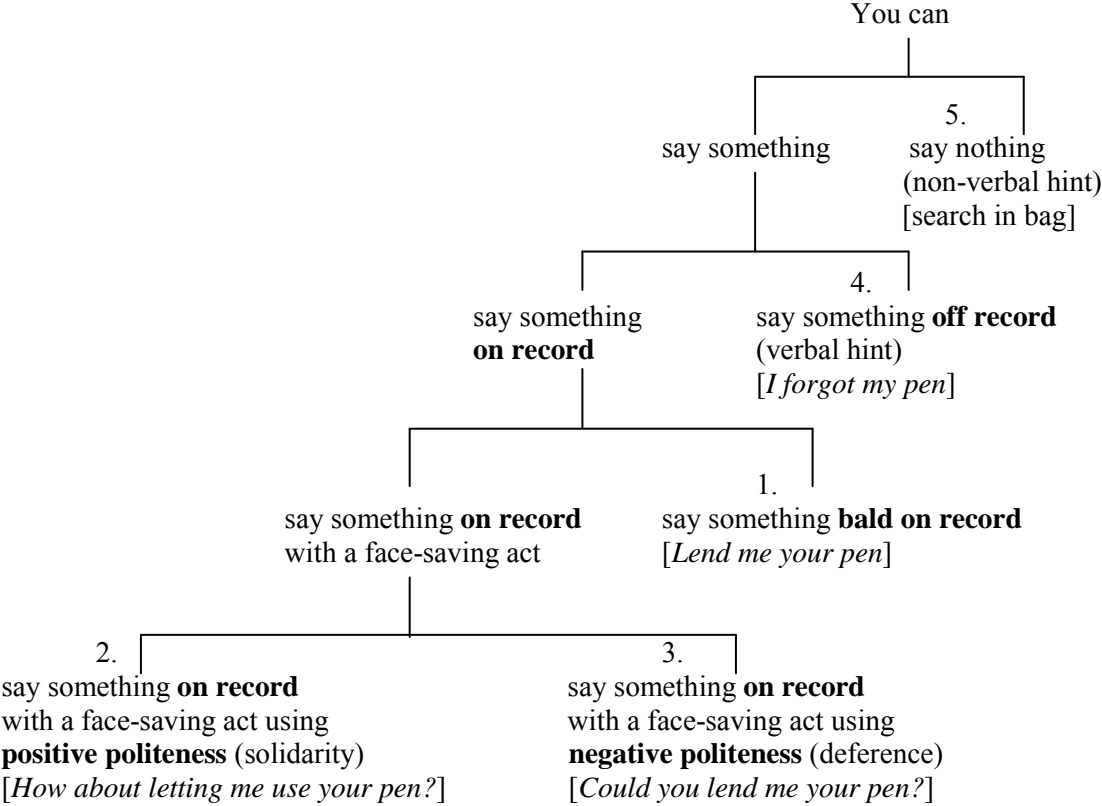 You can
say something
5.
say nothing
(non-verbal hint)
[search in bag]
say something
on record
4.
say something off record
(verbal hint)
[I forgot my pen]
say something on record
with a face-saving act
1.
say something bald on record
[Lend me your pen]
2.
say something on record
with a face-saving act using
positive politeness (solidarity)
[How about letting me use your pen?]
3.
say something on record
with a face-saving act using
negative politeness (deference)
[Could you lend me your pen?]